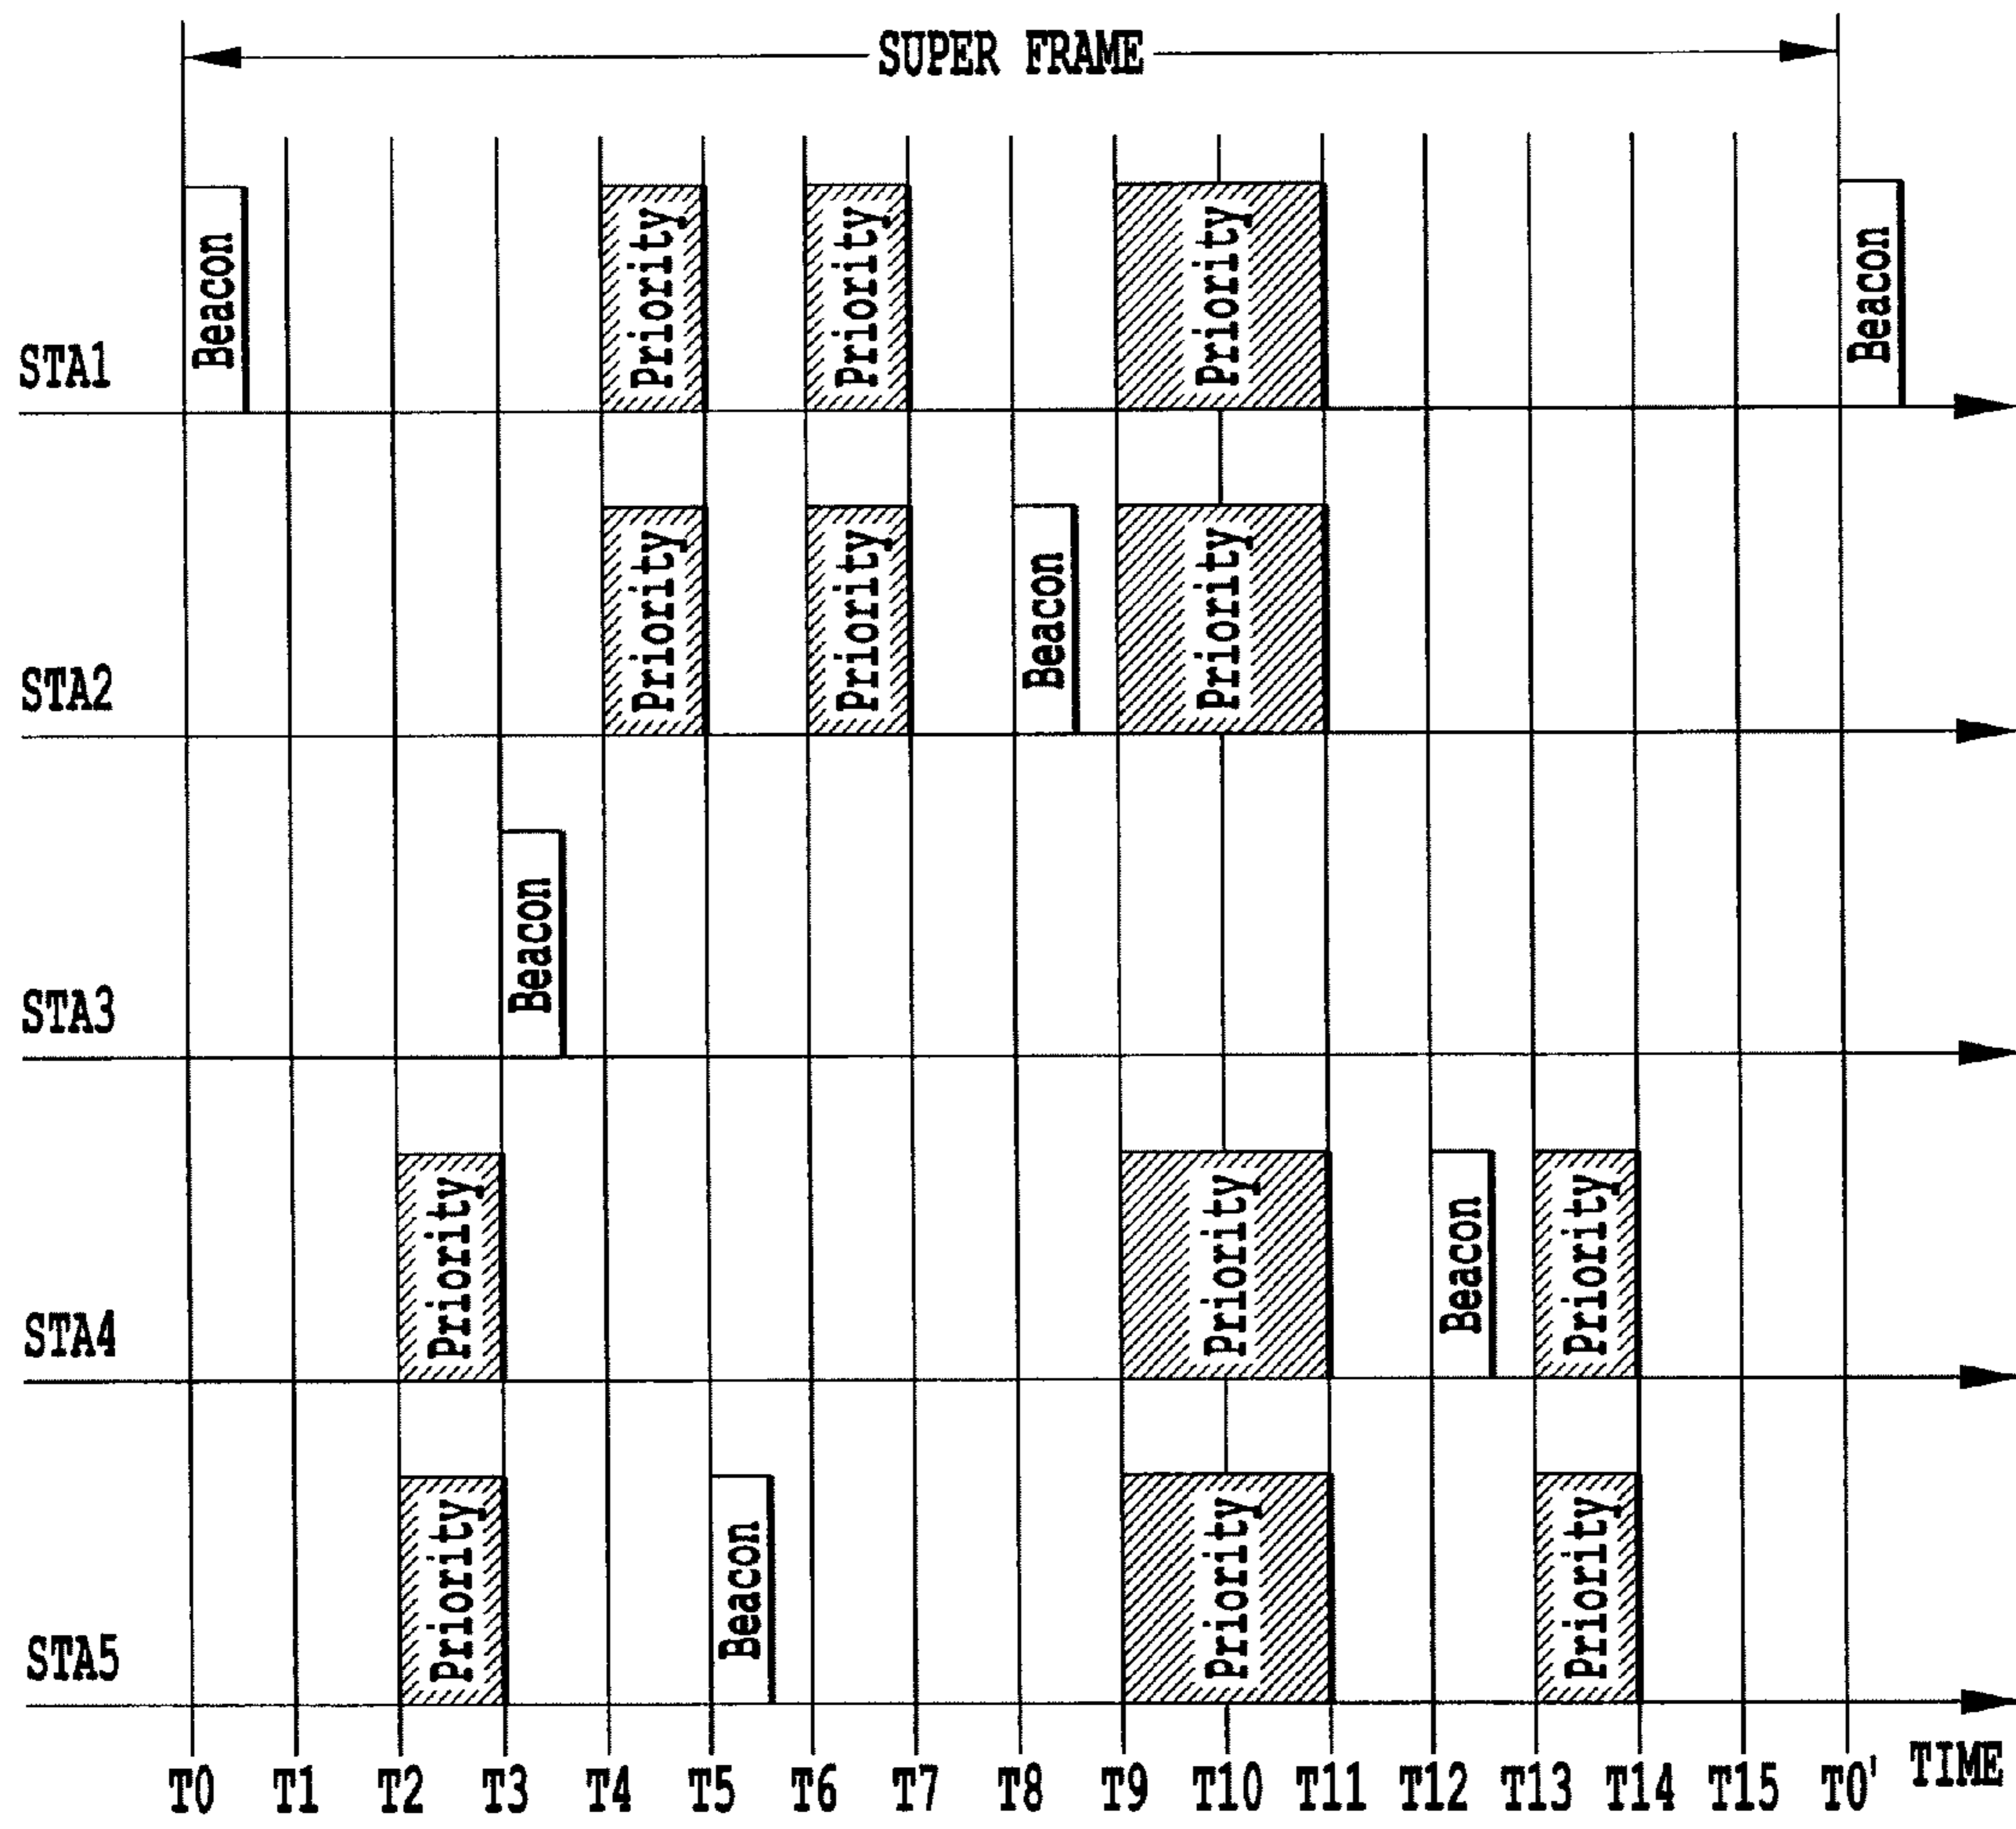 SUPER FRAME
STA1
Beacon
Priority
Priority
Priority
Beacon
STA2
Priority
Priority
Beacon
Priority
STA3
Beacon
STA4
Priority
Priority
Beacon
Priority
STA5
Priority
Beacon
Priority
Priority
T0 T1 T2 T3 T4 T5 T6 T7 T8 T9 T10 T11 T12 T13 T14 T15 T0' TIME